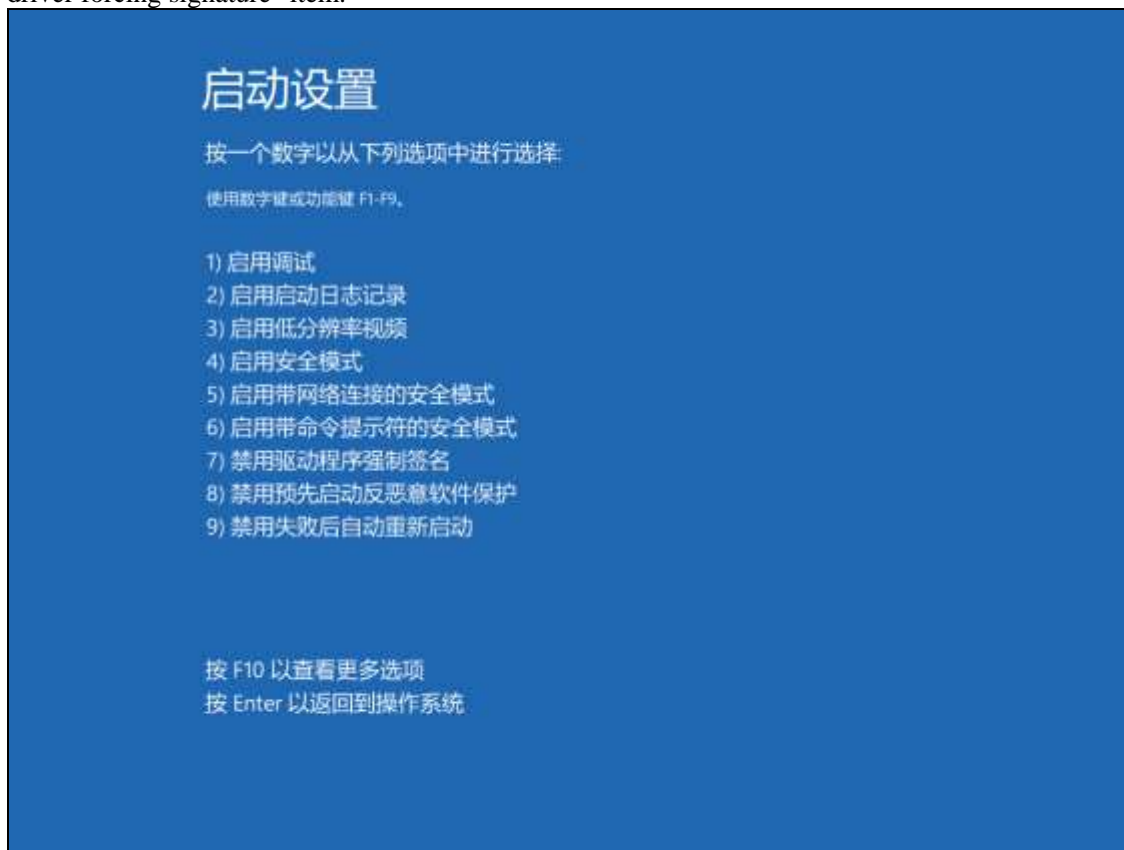 driver forcing signature" item.
启动设置
按一个数字以从下列选项中进行选择:
使用数字键或功能键 F1-F9。
1) 启用调试
2) 启用启动日志记录
3) 启用低分辨率视频
4) 启用安全模式
5) 启用带网络连接的安全模式
6) 启用带命令提示符的安全模式
7) 禁用驱动程序强制签名
8) 禁用预先启动反恶意软件保护
9) 禁用失败后自动重新启动
按 F10 以查看更多选项
按 Enter 以返回到操作系统